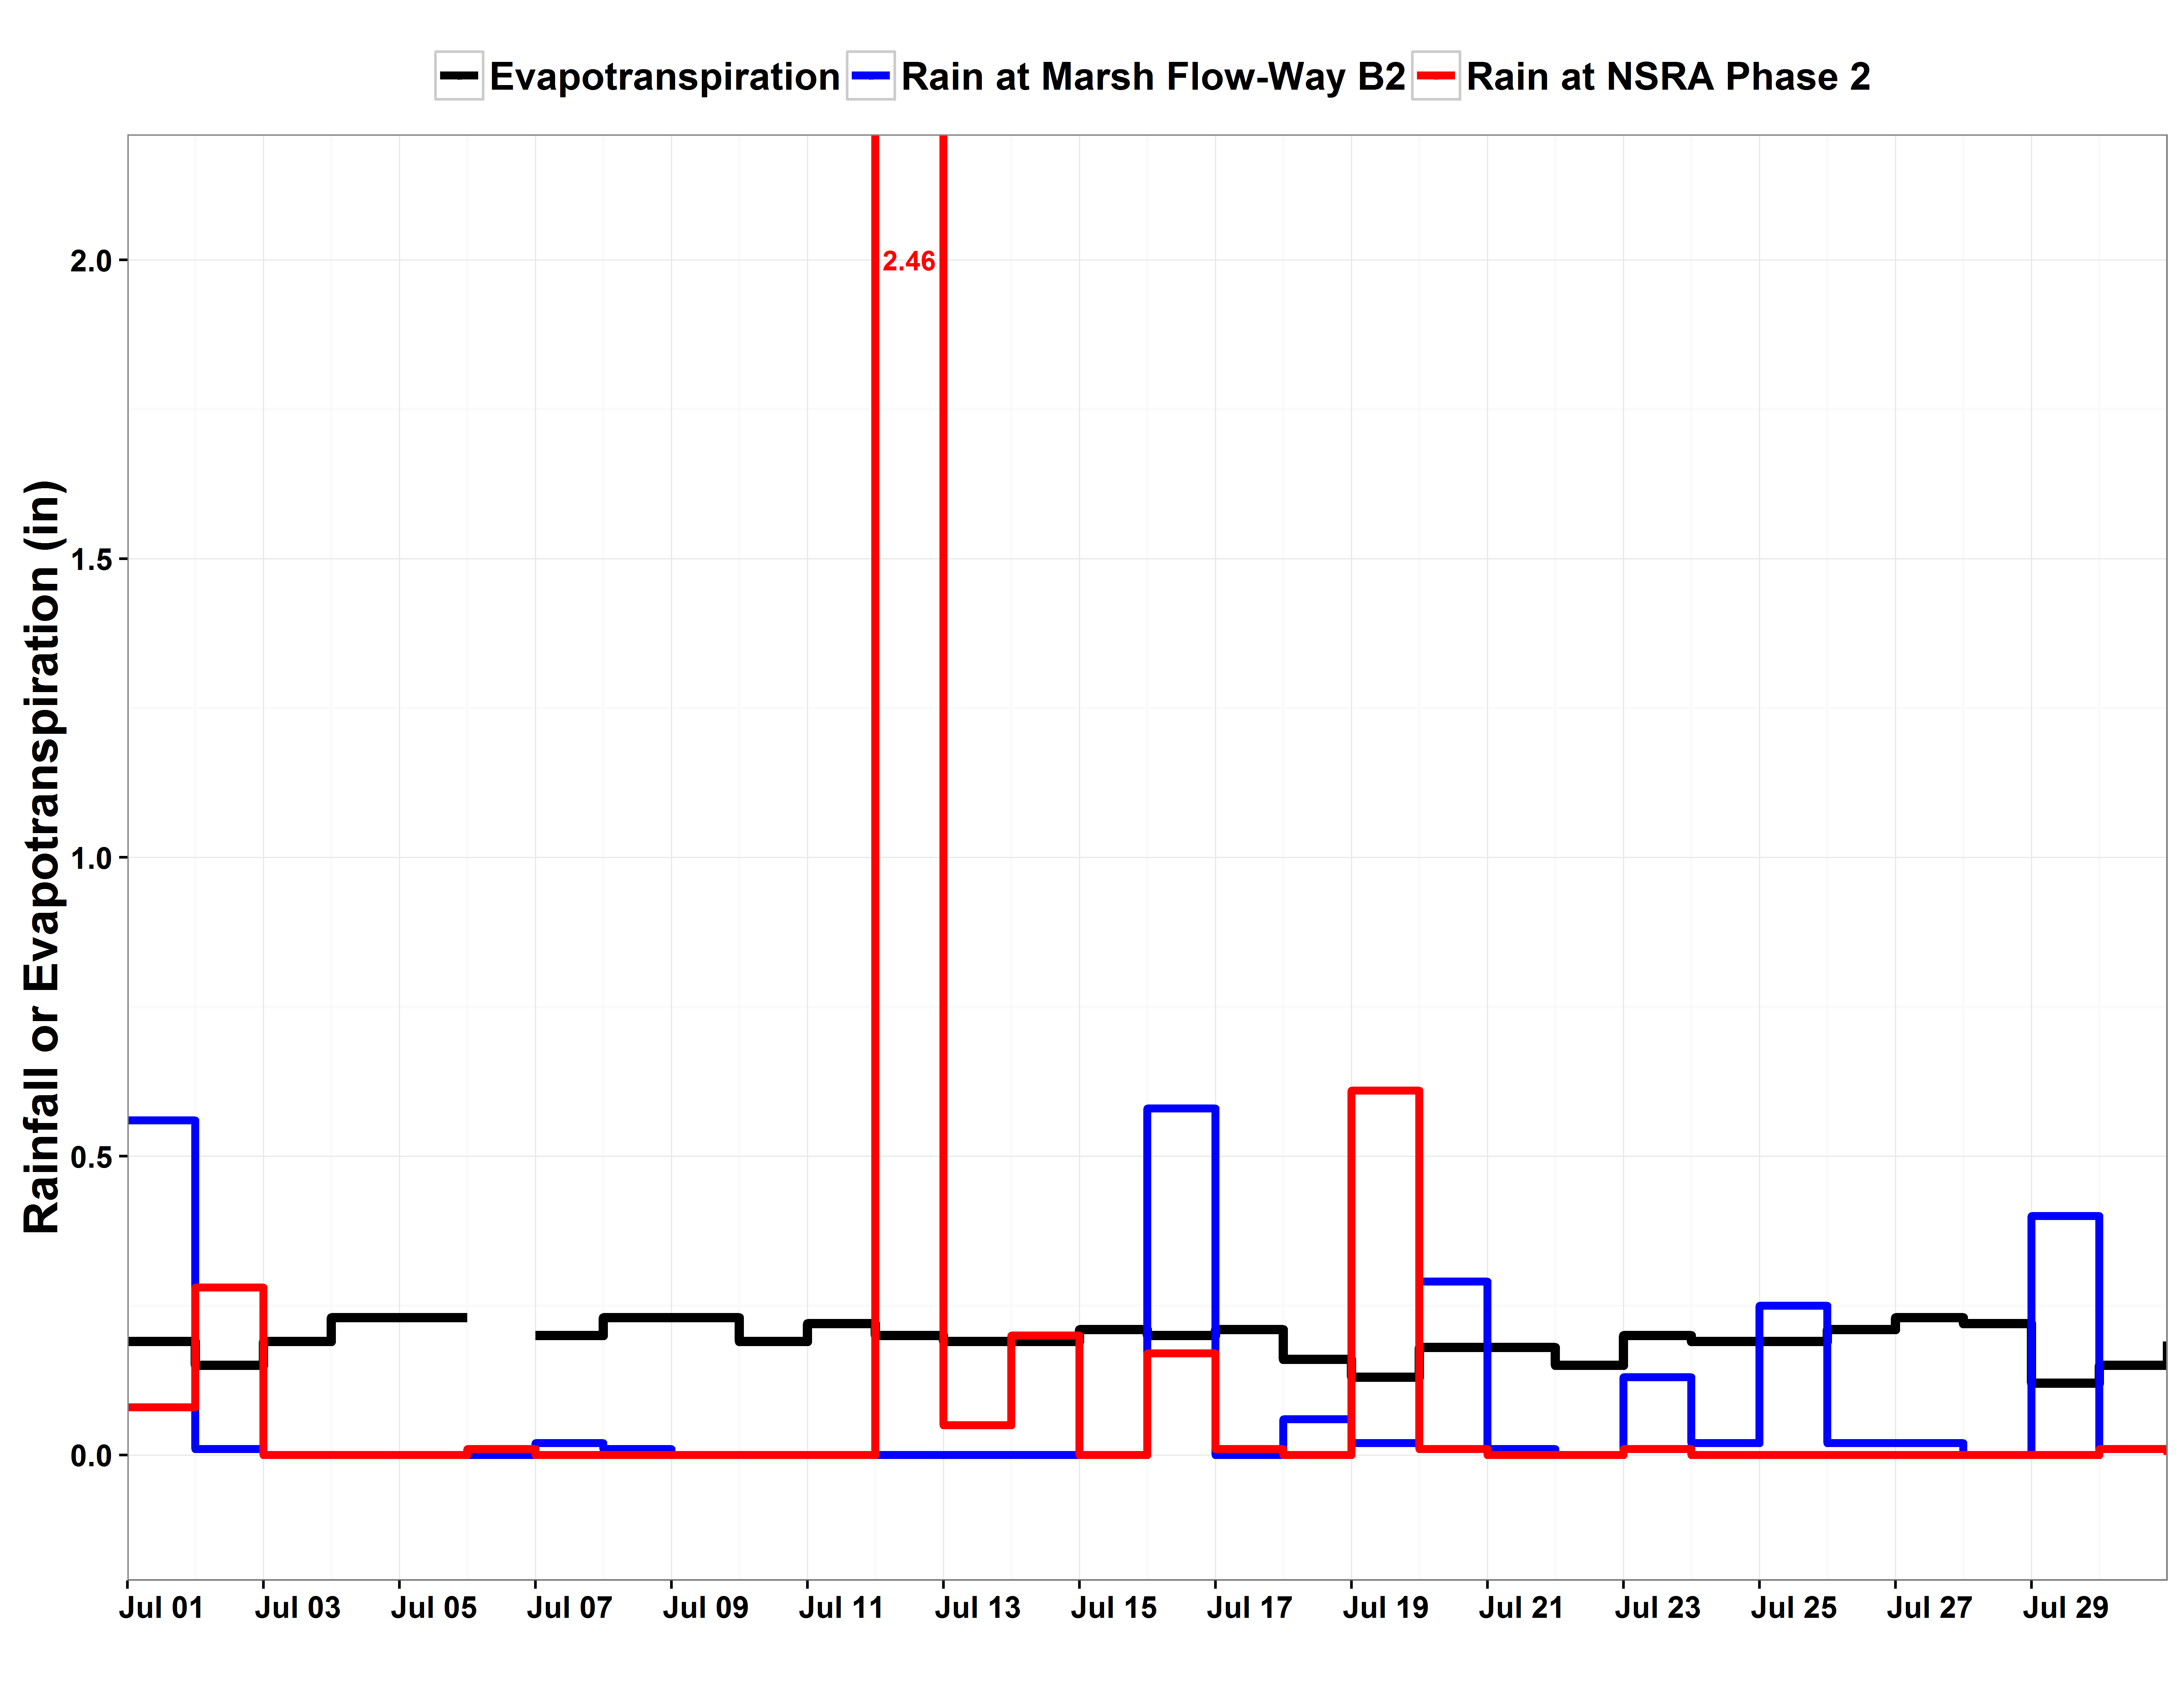 Evapotranspiration Rain at Marsh Flow-Way B2 Rain at NSRA Phase 2
Rainfall or Evapotranspiration (in)
2.0
1.5
1.0
0.5
0.0
2.46
Jul 01 Jul 03 Jul 05 Jul 07 Jul 09 Jul 11 Jul 13 Jul 15 Jul 17 Jul 19 Jul 21 Jul 23 Jul 25 Jul 27 Jul 29